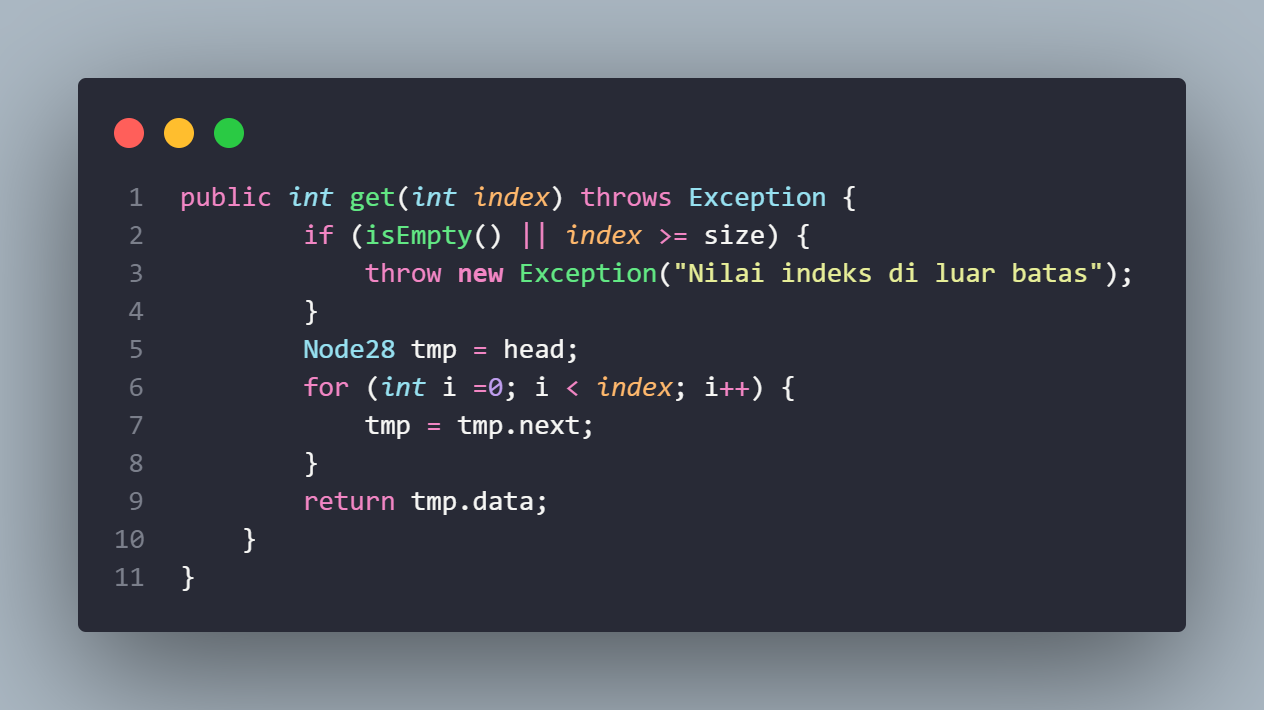 1 public int get(int index) throws Exception {
2         if (isEmpty() || index >= size) {
3             throw new Exception("Nilai indeks di luar batas");
4         }
5         Node28 tmp = head;
6         for (int i =0; i < index; i++) {
7             tmp = tmp.next;
8         }
9         return tmp.data;
10     }
11 }